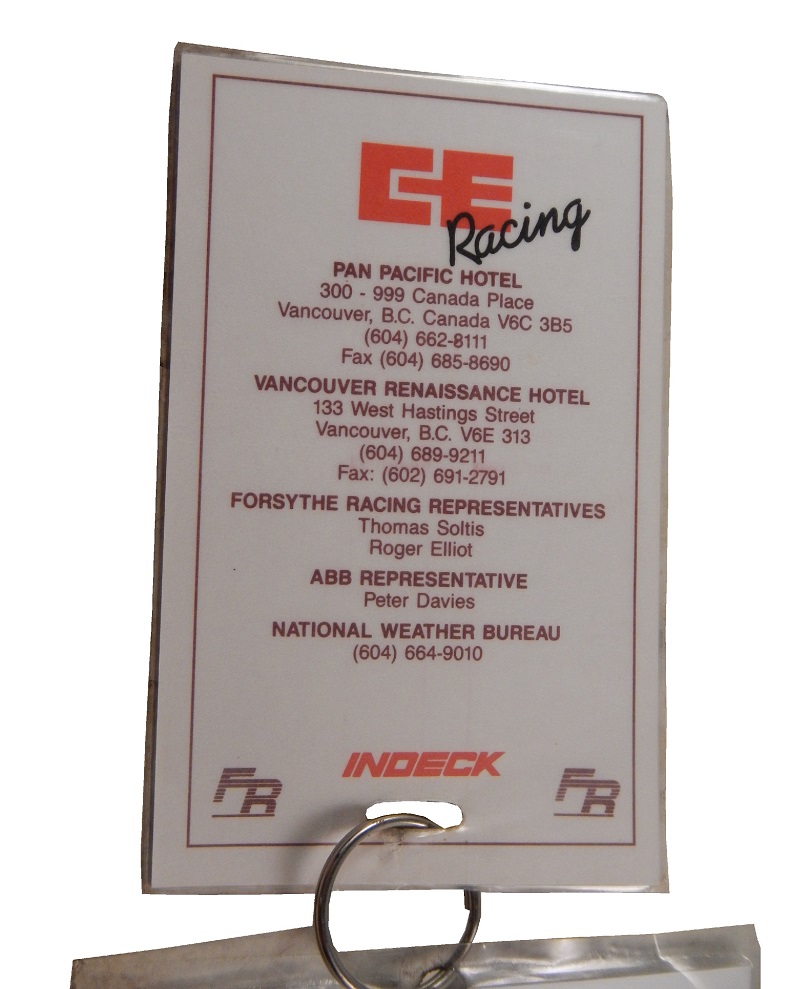 CE
Racing
PAN PACIFIC HOTEL
300 - 999 Canada Place
Vancouver, B.C. Canada V6C 3B5
(604) 662-8111
Fax (604) 685-8690
VANCOUVER RENAISSANCE HOTEL
133 West Hastings Street
Vancouver, B.C. V6E 313
(604) 689-9211
Fax: (602) 691-2791
FORSYTHE RACING REPRESENTATIVES
Thomas Soltis
Roger Elliot
ABB REPRESENTATIVE
Peter Davies
NATIONAL WEATHER BUREAU
(604) 664-9010
INDECK
FR FR